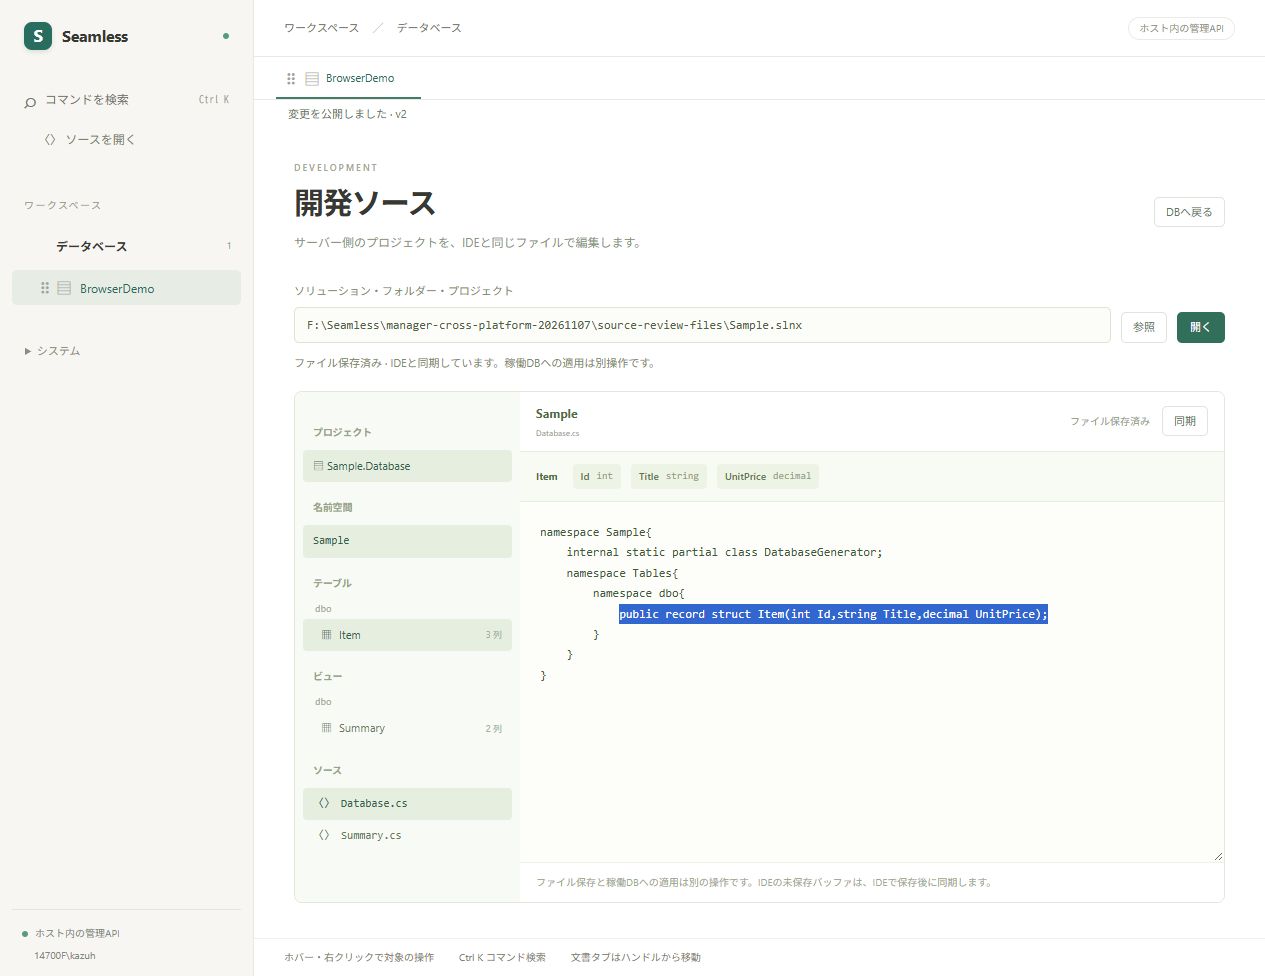 S Seamless
コマンドを検索 Ctrl K
ソースを開く
ワークスペース
データベース 1
BrowserDemo
システム
ホスト内の管理API
14700F\kazuh
ワークスペース ／ データベース
ホスト内の管理API
BrowserDemo
変更を公開しました · v2
DEVELOPMENT
開発ソース
DBへ戻る
サーバー側のプロジェクトを、IDEと同じファイルで編集します。
ソリューション・フォルダー・プロジェクト
F:\Seamless\manager-cross-platform-20261107\source-review-files\Sample.slnx
参照
開く
ファイル保存済み · IDEと同期しています。稼働DBへの適用は別操作です。
プロジェクト
Sample.Database
名前空間
Sample
テーブル
dbo
Item 3 列
ビュー
dbo
Summary 2 列
ソース
Database.cs
Summary.cs
Sample
Database.cs
ファイル保存済み
同期
Item Id int Title string UnitPrice decimal
namespace Sample{
    internal static partial class DatabaseGenerator;
    namespace Tables{
        namespace dbo{
            public record struct Item(int Id,string Title,decimal UnitPrice);
        }
    }
}
ファイル保存と稼働DBへの適用は別の操作です。IDEの未保存バッファは、IDEで保存後に同期します。
ホバー・右クリックで対象の操作 Ctrl K コマンド検索 文書タブはハンドルから移動